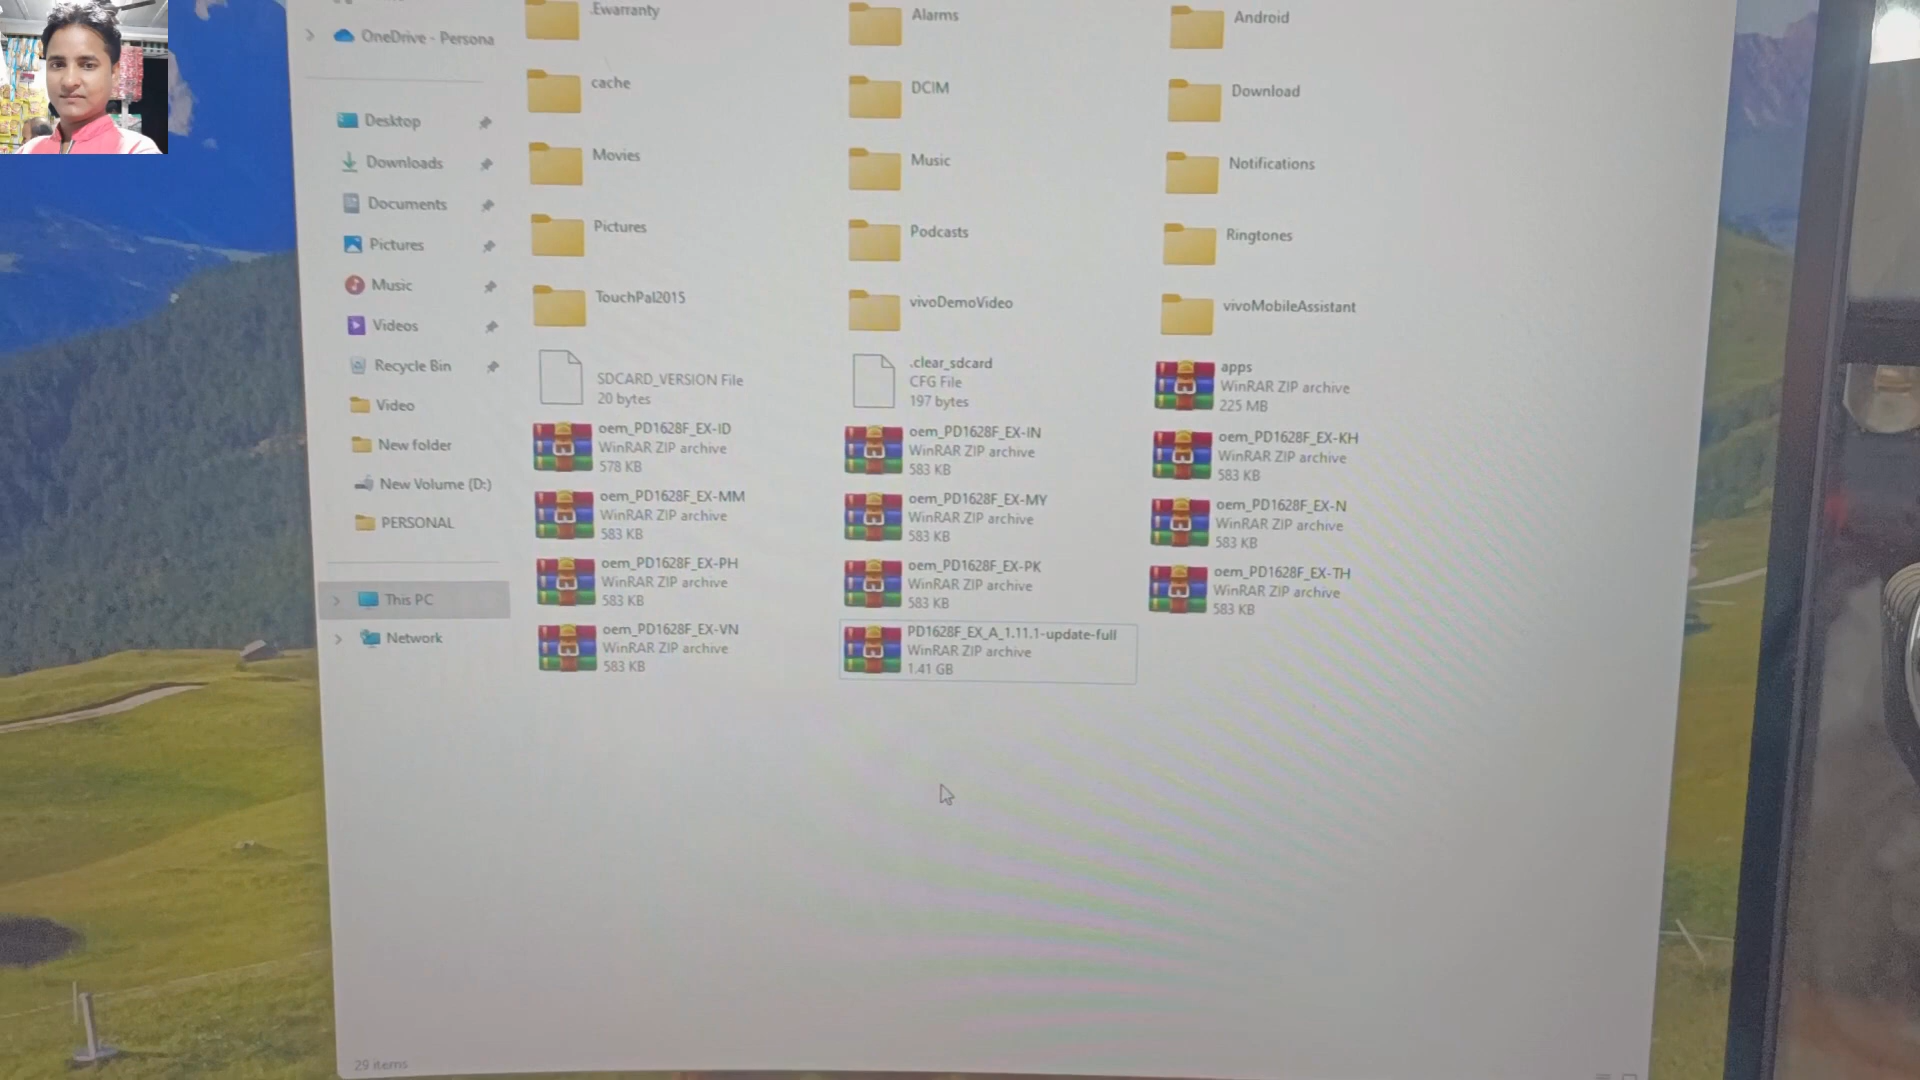 .Ewarranty
Alarms
Android
OneDrive - Persona
cache
DCIM
Download
Desktop
Downloads
Movies
Music
Notifications
Documents
Pictures
Podcasts
Ringtones
Pictures
Music
TouchPal2015
vivoDemoVideo
vivoMobileAssistant
Videos
Recycle Bin
SDCARD_VERSION File
20 bytes
.clear_sdcard
CFG File
197 bytes
apps
WinRAR ZIP archive
225 MB
Video
oem_PD1628F_EX-ID
WinRAR ZIP archive
578 KB
oem_PD1628F_EX-IN
WinRAR ZIP archive
583 KB
oem_PD1628F_EX-KH
WinRAR ZIP archive
583 KB
New folder
New Volume (D:)
oem_PD1628F_EX-MM
WinRAR ZIP archive
583 KB
oem_PD1628F_EX-MY
WinRAR ZIP archive
583 KB
oem_PD1628F_EX-N
WinRAR ZIP archive
583 KB
PERSONAL
oem_PD1628F_EX-PH
WinRAR ZIP archive
583 KB
oem_PD1628F_EX-PK
WinRAR ZIP archive
583 KB
oem_PD1628F_EX-TH
WinRAR ZIP archive
583 KB
This PC
Network
oem_PD1628F_EX-VN
WinRAR ZIP archive
583 KB
PD1628F_EX_A_1.11.1-update-full
WinRAR ZIP archive
1.41 GB
29 items